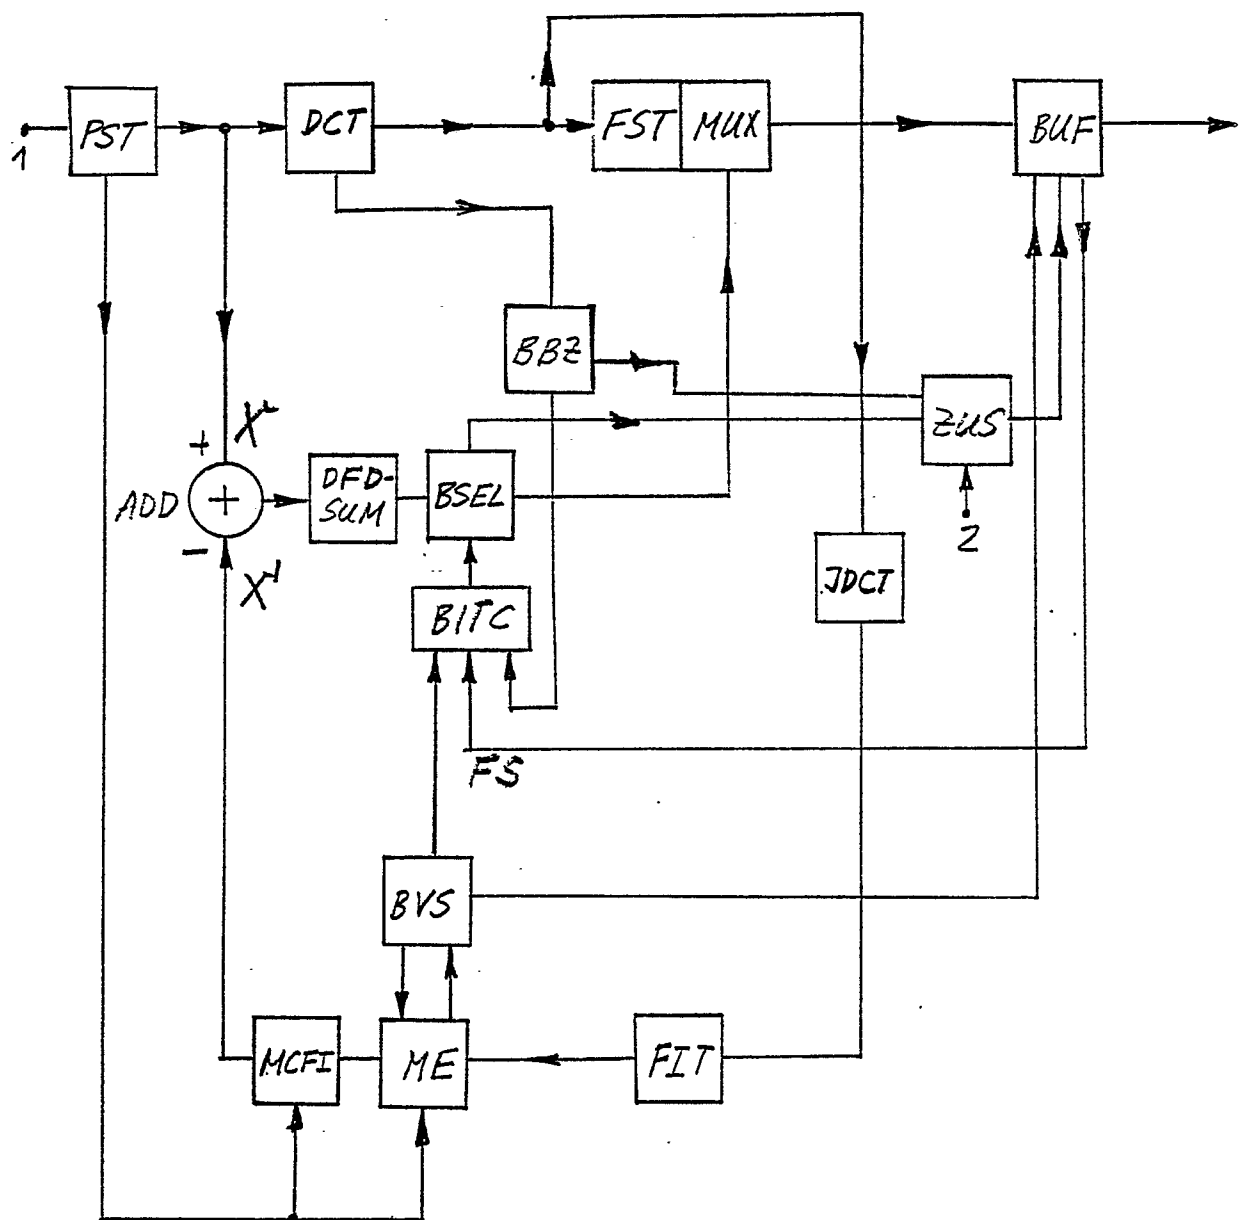 1
PST
DCT
FST
MUX
BUF
BBZ
ZUS
2
+
X^L
ADD
+
DFD-
SUM
BSEL
-
BITC
JDCT
FS
BVS
MCFI
ME
FIT